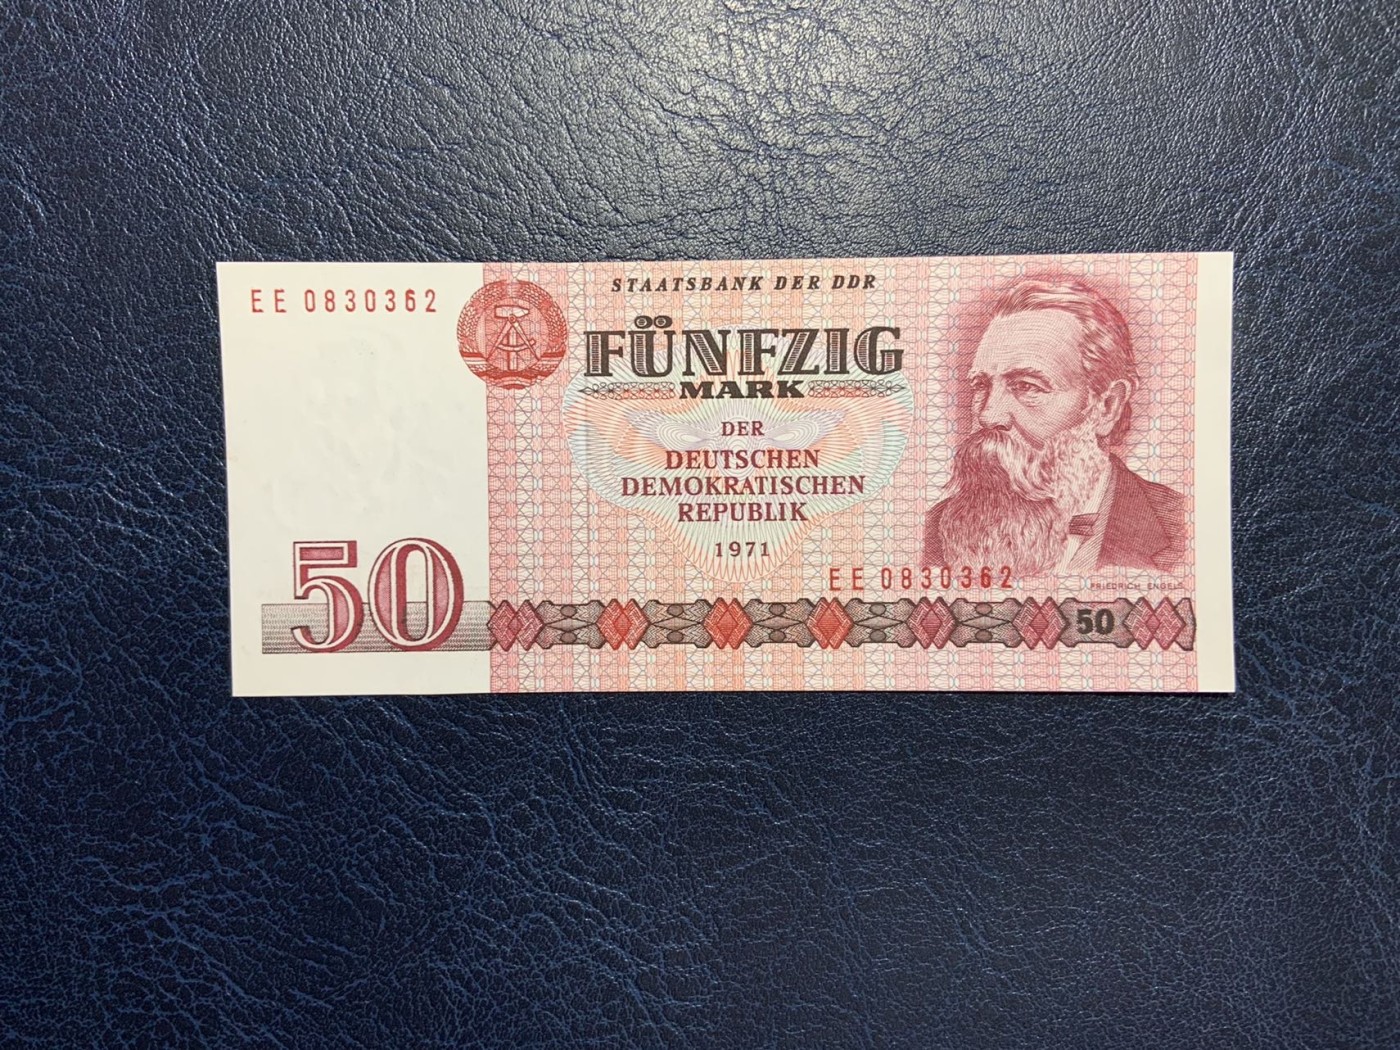 EE 0830362
STAATSBANK DER DDR
FÜNFZIG
MARK
DER
DEUTSCHEN
DEMOKRATISCHEN
REPUBLIK
1971
EE 0830362
FRIEDRICH ENGELS
50
50